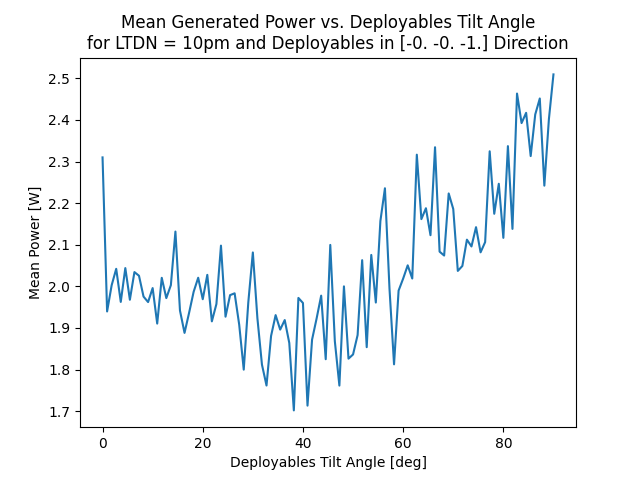 Mean Generated Power vs. Deployables Tilt Angle
for LTDN = 10pm and Deployables in [-0. -0. -1.] Direction
2.5
2.4
2.3
2.2
2.1
2.0
1.9
1.8
1.7
Mean Power [W]
0 20 40 60 80
Deployables Tilt Angle [deg]